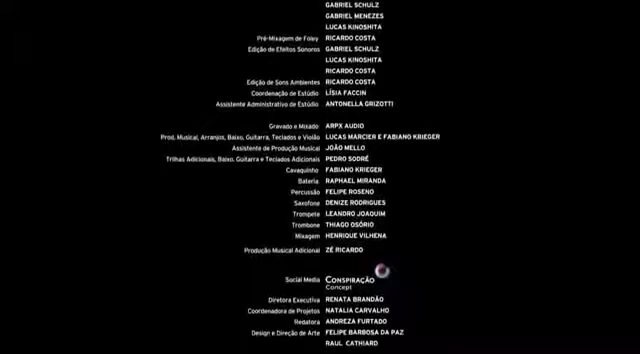 GABRIEL SCHULZ
GABRIEL MENEZES
LUCAS KINOSHITA
Pré-Mixagem de Foley RICARDO COSTA
Edição de Efeitos Sonoros GABRIEL SCHULZ
LUCAS KINOSHITA
RICARDO COSTA
Edição de Sons Ambientes RICARDO COSTA
Coordenação de Estúdio LÍSIA FACCIN
Assistente Administrativo de Estúdio ANTONELLA GRIZOTTI
Gravado e Mixado ARPX AUDIO
Prod. Musical, Arranjos, Baixo, Guitarra, Teclados e Violão LUCAS MARCIER E FABIANO KRIEGER
Assistente de Produção Musical JOÃO MELLO
Trilhas Adicionais, Baixo, Guitarra e Teclados Adicionais PEDRO SODRÉ
Cavaquinho FABIANO KRIEGER
Bateria RAPHAEL MIRANDA
Percussão FELIPE ROSENO
Saxofone DENIZE RODRIGUES
Trompete LEANDRO JOAQUIM
Trombone THIAGO OSÓRIO
Mixagem HENRIQUE VILHENA
Produção Musical Adicional ZÉ RICARDO
Social Media CONSPIRAÇÃO
Concept
Diretora Executiva RENATA BRANDÃO
Coordenadora de Projetos NATALIA CARVALHO
Redatora ANDREZA FURTADO
Design e Direção de Arte FELIPE BARBOSA DA PAZ
RAUL CATHIARD